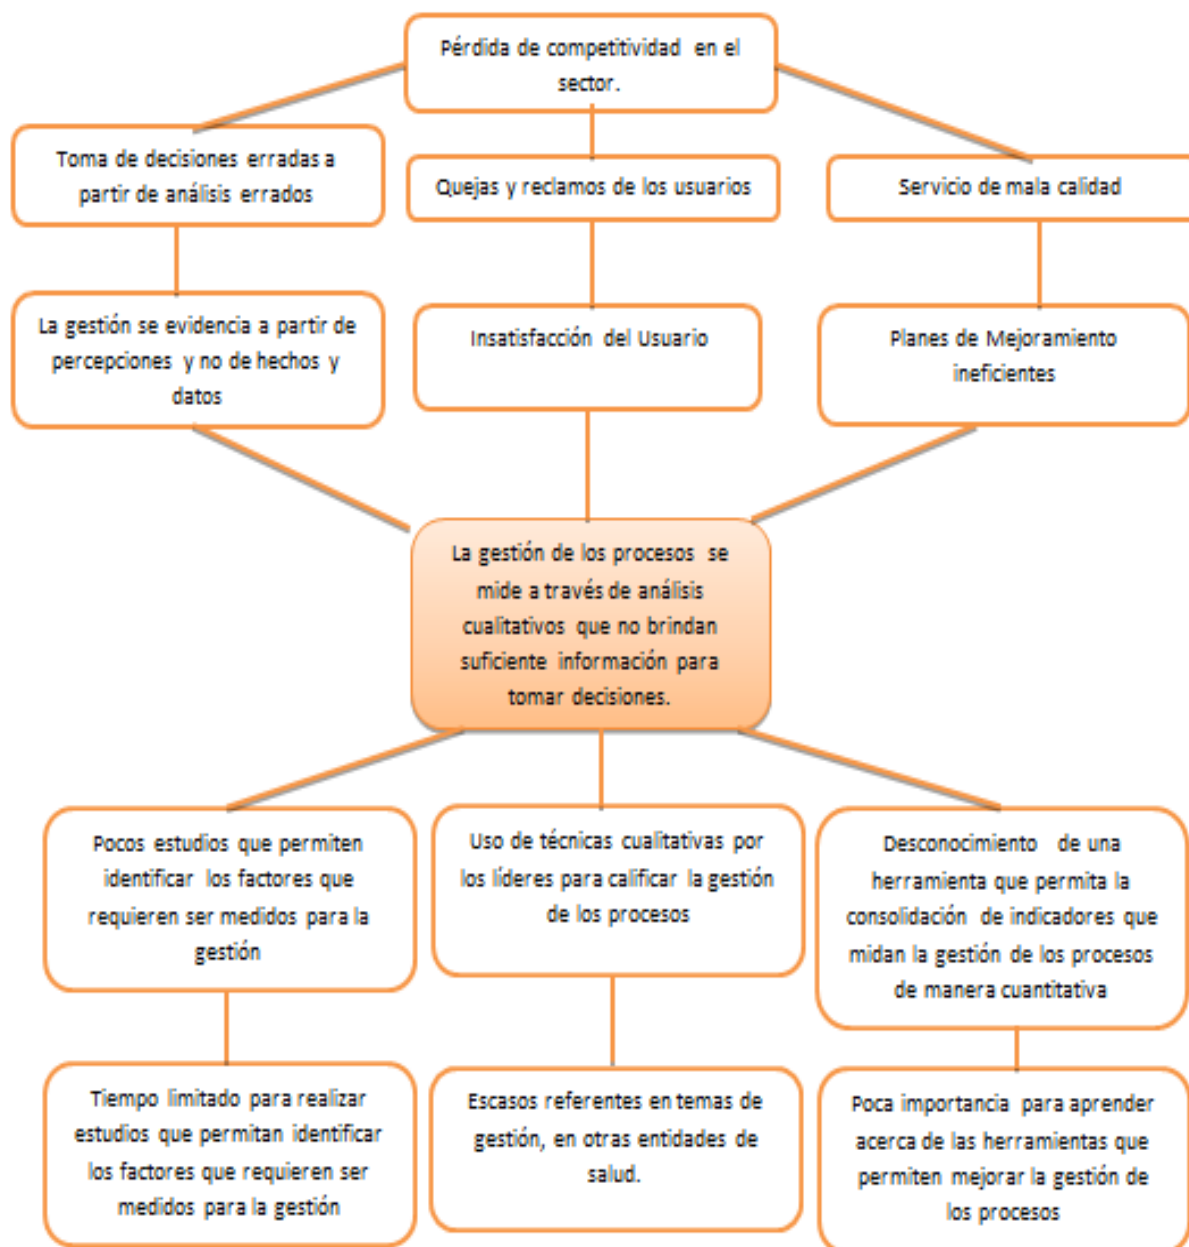 Pérdida de competitividad en el
sector.
Toma de decisiones erradas a
partir de análisis errados
Quejas y reclamos de los usuarios
Servicio de mala calidad
La gestión se evidencia a partir de
percepciones y no de hechos y
datos
Insatisfacción del Usuario
Planes de Mejoramiento
ineficientes
La gestión de los procesos se
mide a través de análisis
cualitativos que no brindan
suficiente información para
tomar decisiones.
Pocos estudios que permiten
identificar los factores que
requieren ser medidos para la
gestión
Uso de técnicas cualitativas por
los líderes para calificar la gestión
de los procesos
Desconocimiento de una
herramienta que permita la
consolidación de indicadores que
midan la gestión de los procesos
de manera cuantitativa
Tiempo limitado para realizar
estudios que permitan identificar
los factores que requieren ser
medidos para la gestión
Escasos referentes en temas de
gestión, en otras entidades de
salud.
Poca importancia para aprender
acerca de las herramientas que
permiten mejorar la gestión de
los procesos